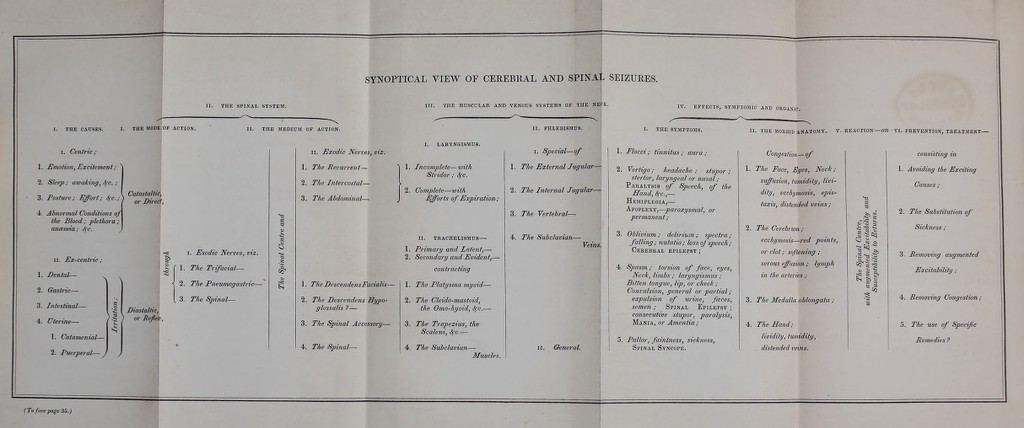 SYNOPTICAL VIEW OF CEREBRAL AND SPINAL SEIZURES.
II. THE SPINAL SYSTEM.
III. THE MUSCULAR AND VENOUS SYSTEMS OF THE NECK.
IV. EFFECTS, SYMPTOMIC AND ORGANIC.
I. THE CAUSES.
I. THE MODE OF ACTION.
II. THE MEDIUM OF ACTION.
I. LARYNGISMUS.
II. PHLEBISMUS.
I. THE SYMPTOMS.
II. THE MORBID ANATOMY.
V. REACTION—OR
VI. PREVENTION, TREATMENT—
I. Centric;
1. Emotion, Excitement;
2. Sleep; awaking, &c.;
3. Posture; Effort; &c.;
4. Abnormal Conditions of
the Blood; plethora;
anæmia; &c.
II. Ex-centric;
1. Dental—
2. Gastric—
3. Intestinal—
4. Uterine—
1. Catamenial—
2. Puerperal—
Irritation;
Catastaltic,
or Direct,
Diastaltic,
or Reflex,
through
I. Esodic Nerves, viz.
1. The Trifacial—
2. The Pneumogastric—
3. The Spinal—
The Spinal Centre and
II. Exodic Nerves, viz.
1. The Recurrent—
2. The Intercostal—
3. The Abdominal—
1. The Descendens Facialis—
2. The Descendens Hypo-
glossalis?—
3. The Spinal Accessory—
4. The Spinal—
1. Incomplete—with
Stridor; &c.
2. Complete—with
Efforts of Expiration;
II. TRACHELISMUS—
1. Primary and Latent,—
2. Secondary and Evident,—
contracting
1. The Platysma myoid—
2. The Cleido-mastoid,
the Omo-hyoid, &c.—
3. The Trapezius, the
Scaleni, &c.—
4. The Subclavian—
Muscles.
I. Special—of
1. The External Jugular—
2. The Internal Jugular—
3. The Vertebral—
4. The Subclavian—
Veins.
II. General.
1. Flocci; tinnitus; aura;
2. Vertigo; headache; stupor;
stertor, laryngeal or nasal;
PARALYSIS of Speech, of the
Hand, &c.,—
HEMIPLEGIA,—
APOPLEXY,—paroxysmal, or
permanent;
3. Oblivium; delirium; spectra;
falling; nutatio; loss of speech;
CEREBRAL EPILEPSY;
4. Spasm; torsion of face, eyes,
Neck, limbs; laryngismus;
Bitten tongue, lip, or cheek;
Convulsion, general or partial;
expulsion of urine, fæces,
semen; SPINAL EPILEPSY;
consecutive stupor, paralysis,
MANIA, or Amentia;
5. Pallor, faintness, sickness,
SPINAL SYNCOPE.
Congestion—of
1. The Face, Eyes, Neck;
suffusion, tumidity, livi-
dity, ecchymosis, epis-
taxis, distended veins;
2. The Cerebrum;
ecchymosis—red points,
or clot; softening;
serous effusion; lymph
in the arteries;
3. The Medulla oblongata;
4. The Hand;
lividity, tumidity,
distended veins.
The Spinal Centre,
with augmented Excitability and
Susceptibility to Returns.
consisting in
1. Avoiding the Exciting
Causes;
2. The Substitution of
Sickness;
3. Removing augmented
Excitability;
4. Removing Congestion;
5. The use of Specific
Remedies?
(To face page 35.)